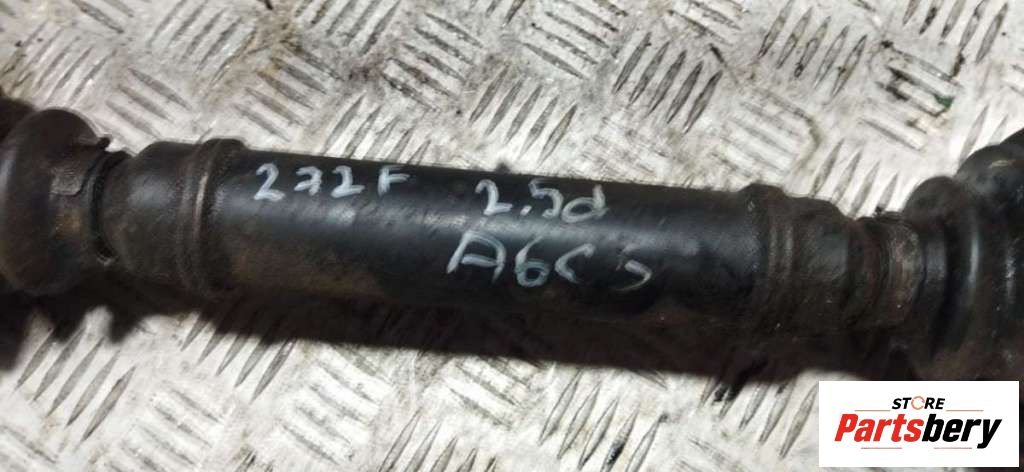 272F 2.5d
A6C5
STORE
Partsbery